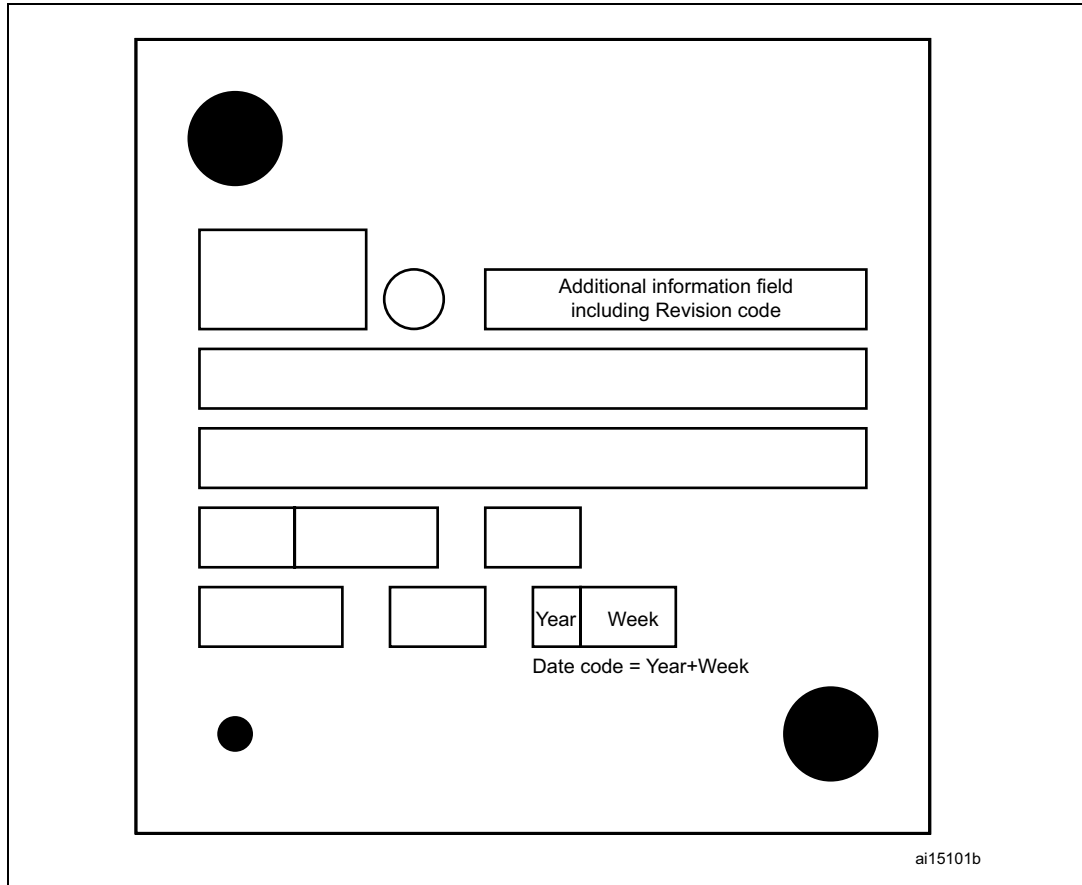 Additional information field
including Revision code
Year Week
Date code = Year+Week
ai15101b